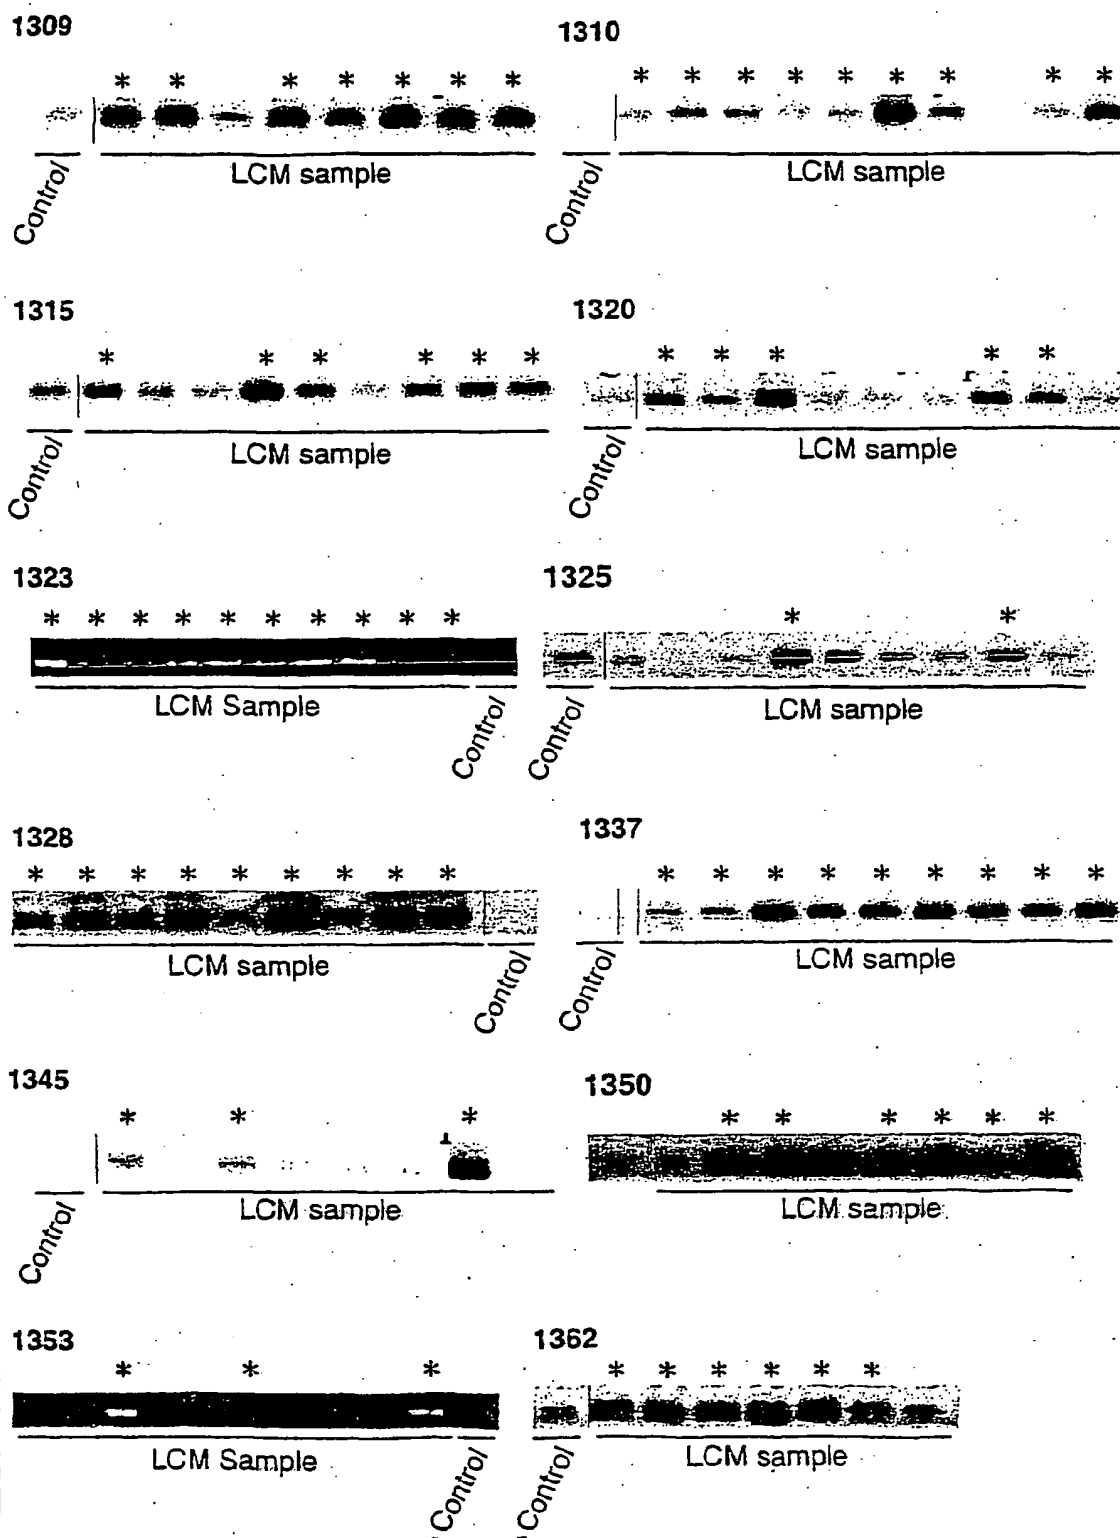 1309
* * * * * * *
Control
LCM sample
1310
* * * * * * * * *
Control
LCM sample
1315
* * * * * *
Control
LCM sample
1320
* * * * *
Control
LCM sample
1323
* * * * * * * * * *
LCM Sample
Control
1325
* *
Control
LCM sample
1328
* * * * * * * * *
LCM sample
Control
1337
* * * * * * * * *
Control
LCM sample
1345
* * *
Control
LCM sample
1350
* * * * * *
LCM sample
1353
* * *
LCM Sample
Control
1362
* * * * * *
Control
LCM sample